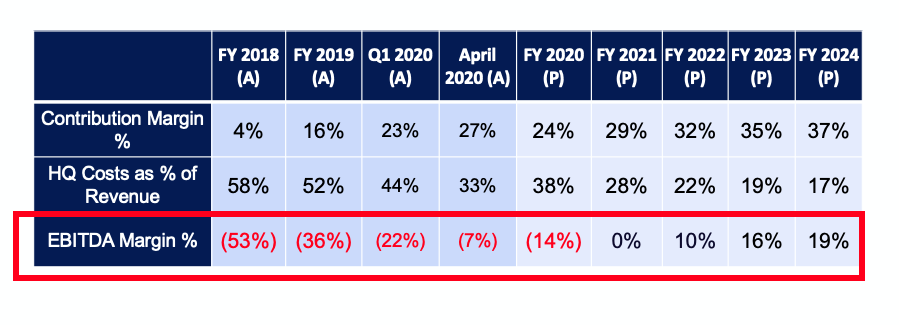 FY 2018 (A) FY 2019 (A) Q1 2020 (A) April 2020 (A) FY 2020 (P) FY 2021 (P) FY 2022 (P) FY 2023 (P) FY 2024 (P)
Contribution Margin % 4% 16% 23% 27% 24% 29% 32% 35% 37%
HQ Costs as % of Revenue 58% 52% 44% 33% 38% 28% 22% 19% 17%
EBITDA Margin % (53%) (36%) (22%) (7%) (14%) 0% 10% 16% 19%